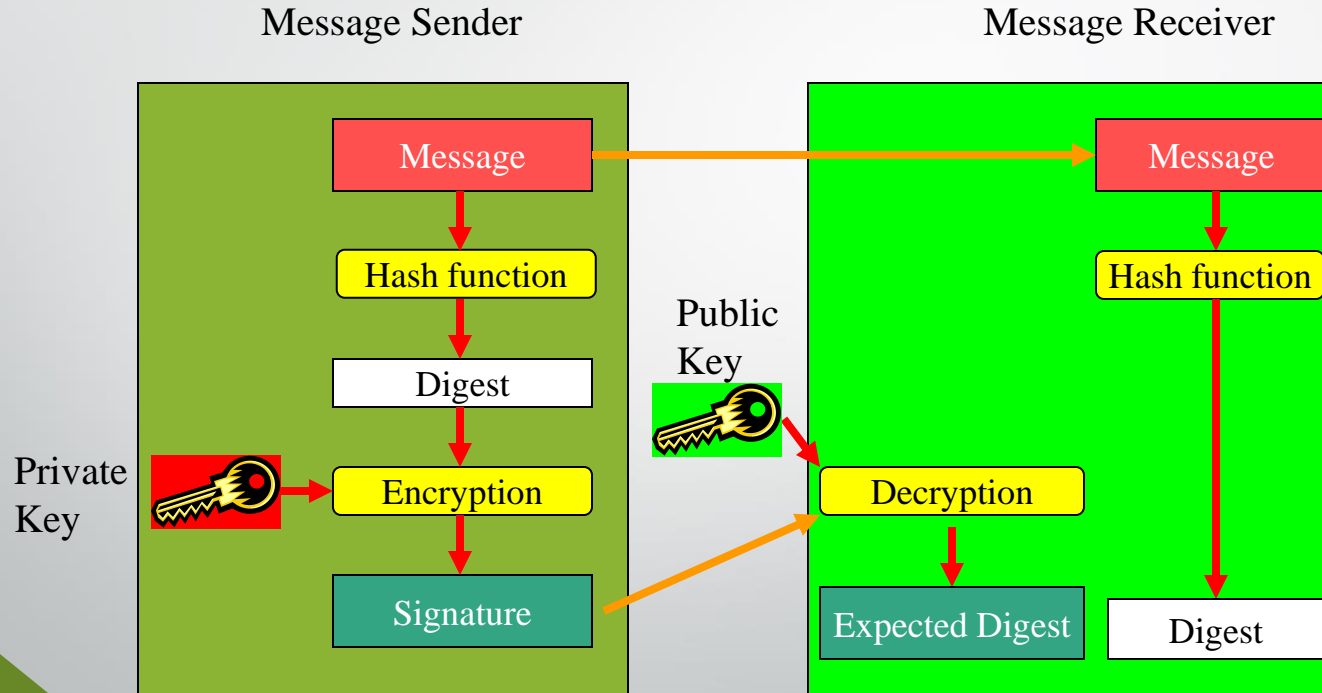 Message Sender
Message Receiver
Message
Message
Hash function
Hash function
Public
Key
Digest
Private
Key
Encryption
Decryption
Signature
Expected Digest
Digest